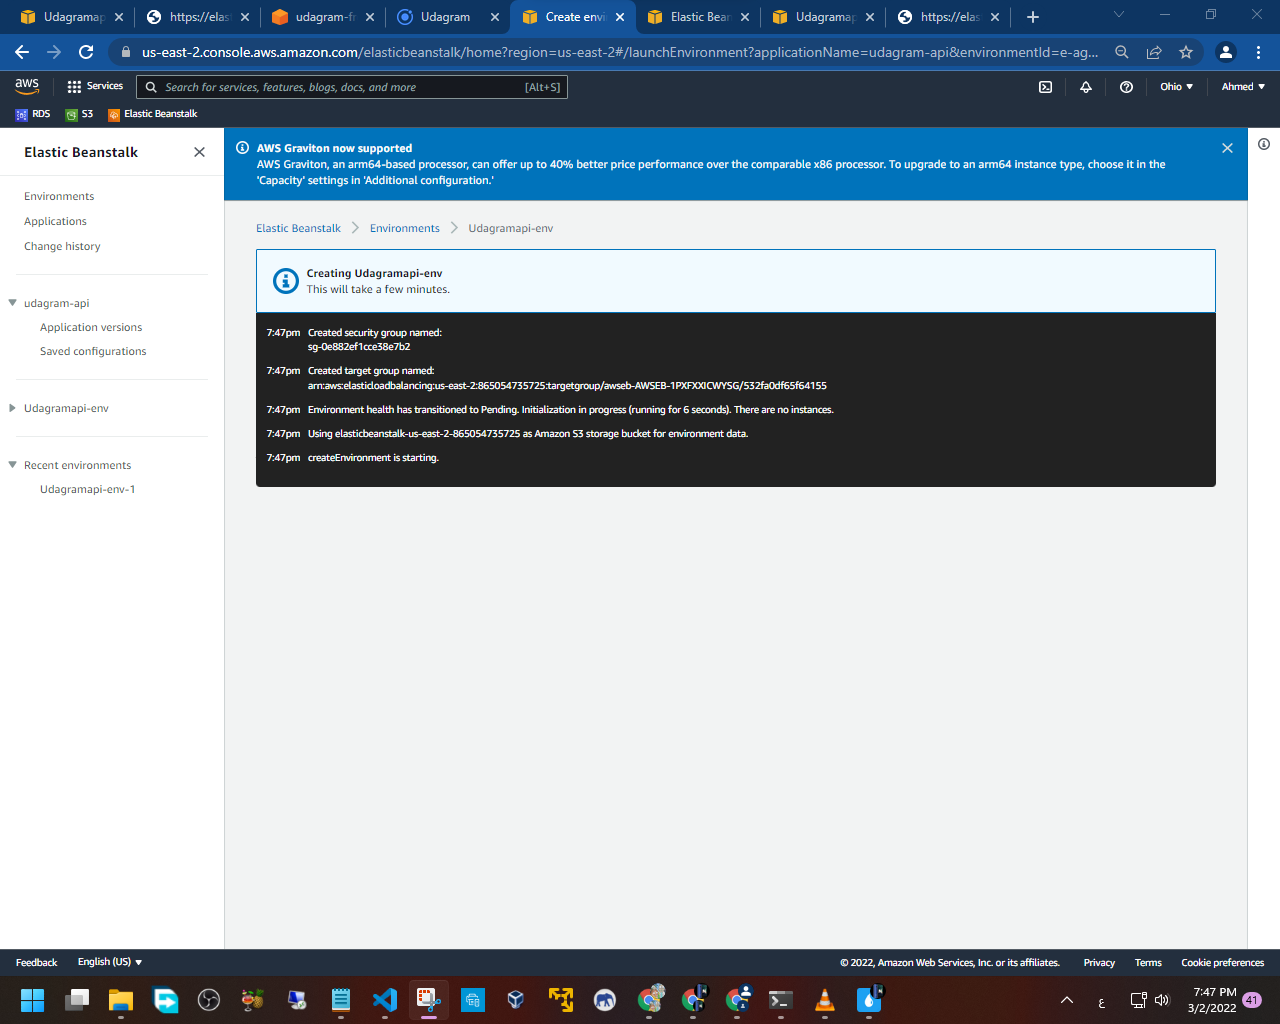 Udagramap
https://elas
udagram-fr
Udagram
Create envi
Elastic Bean
Udagramap
https://elas
us-east-2.console.aws.amazon.com/elasticbeanstalk/home?region=us-east-2#/launchEnvironment?applicationName=udagram-api&environmentId=e-ag...
aws
Services
Search for services, features, blogs, docs, and more
[Alt+S]
Ohio
Ahmed
RDS
S3
Elastic Beanstalk
Elastic Beanstalk
Environments
Applications
Change history
udagram-api
Application versions
Saved configurations
Udagramapi-env
Recent environments
Udagramapi-env-1
AWS Graviton now supported
AWS Graviton, an arm64-based processor, can offer up to 40% better price performance over the comparable x86 processor. To upgrade to an arm64 instance type, choose it in the
'Capacity' settings in 'Additional configuration.'
Elastic Beanstalk
Environments
Udagramapi-env
Creating Udagramapi-env
This will take a few minutes.
7:47pm Created security group named:
sg-0e882ef1cce38e7b2
7:47pm Created target group named:
arn:aws:elasticloadbalancing:us-east-2:865054735725:targetgroup/awseb-AWSEB-1PXFXXICWYSG/532fa0df65f64155
7:47pm Environment health has transitioned to Pending. Initialization in progress (running for 6 seconds). There are no instances.
7:47pm Using elasticbeanstalk-us-east-2-865054735725 as Amazon S3 storage bucket for environment data.
7:47pm createEnvironment is starting.
Feedback
English (US)
© 2022, Amazon Web Services, Inc. or its affiliates.
Privacy
Terms
Cookie preferences
ع
7:47 PM
3/2/2022
41